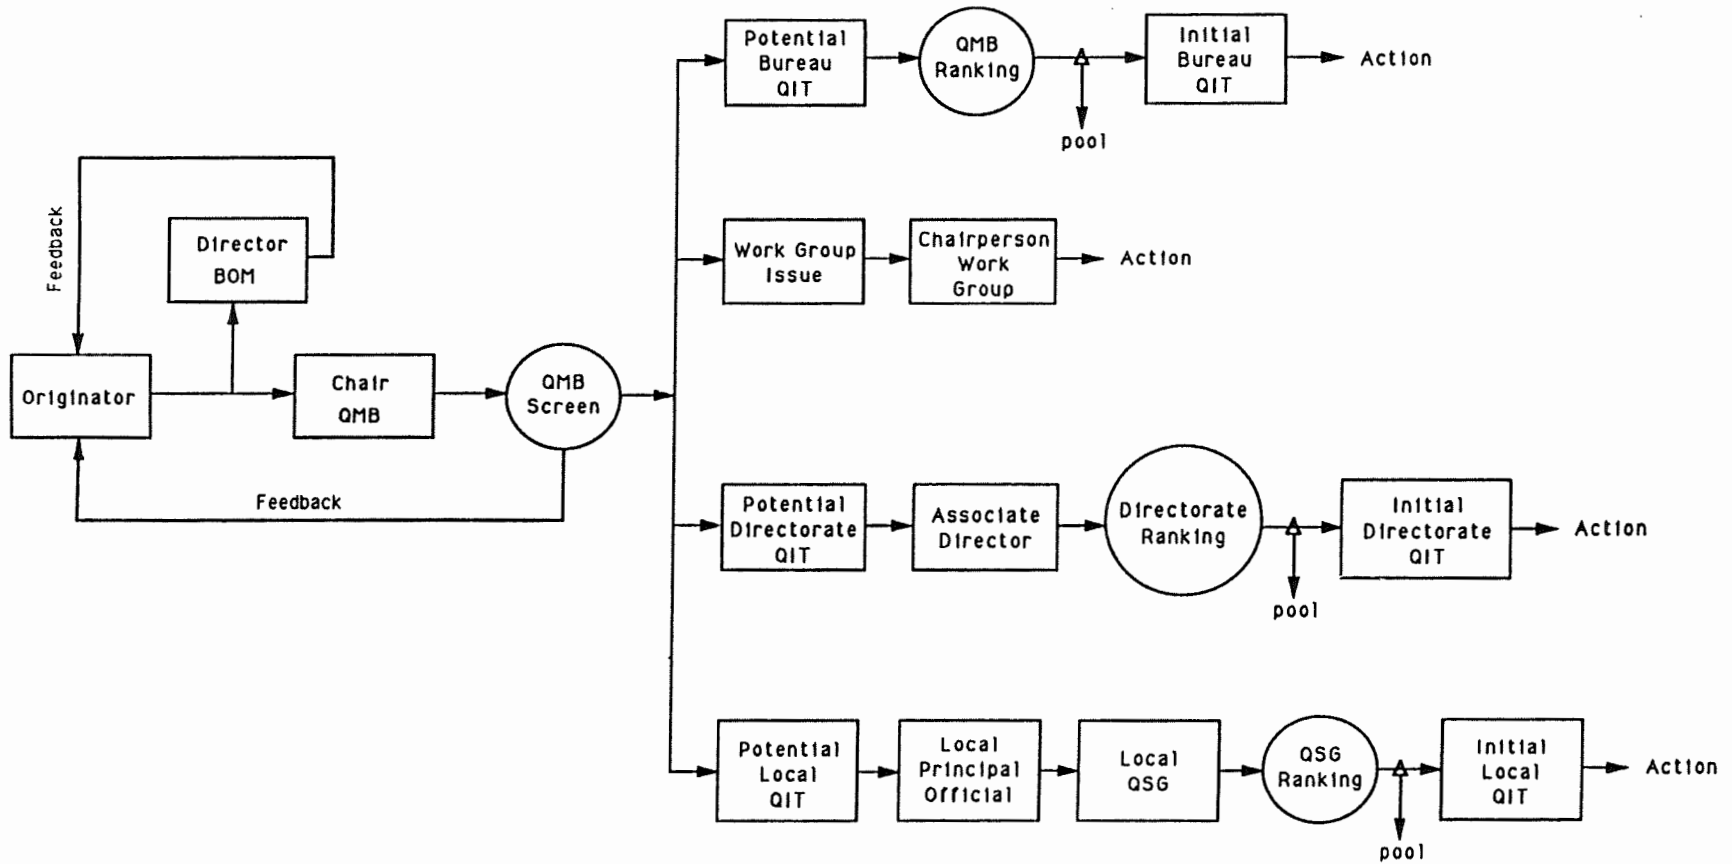 Potential
Bureau
QIT
QMB
Ranking
Initial
Bureau
QIT
Action
pool
Feedback
Director
BOM
Work Group
Issue
Chairperson
Work
Group
Action
Originator
Chair
QMB
QMB
Screen
Feedback
Potential
Directorate
QIT
Associate
Director
Directorate
Ranking
Initial
Directorate
QIT
Action
pool
Potential
Local
QIT
Local
Principal
Official
Local
QSG
QSG
Ranking
Initial
Local
QIT
Action
pool